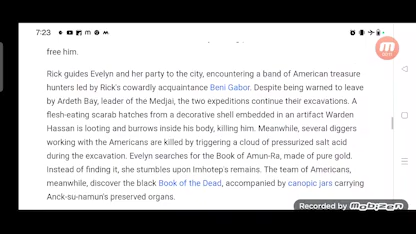 7:23
free him.
Rick guides Evelyn and her party to the city, encountering a band of American treasure
hunters led by Rick's cowardly acquaintance Beni Gabor. Despite being warned to leave
by Ardeth Bay, leader of the Medjai, the two expeditions continue their excavations. A
flesh-eating scarab hatches from a decorative shell embedded in an artifact Warden
Hassan is looting and burrows inside his body, killing him. Meanwhile, several diggers
working with the Americans are killed by triggering a cloud of pressurized salt acid
during the excavation. Evelyn searches for the Book of Amun-Ra, made of pure gold.
Instead of finding it, she stumbles upon Imhotep's remains. The team of Americans,
meanwhile, discover the black Book of the Dead, accompanied by canopic jars carrying
Anck-su-namun's preserved organs.
Recorded by Mobizen